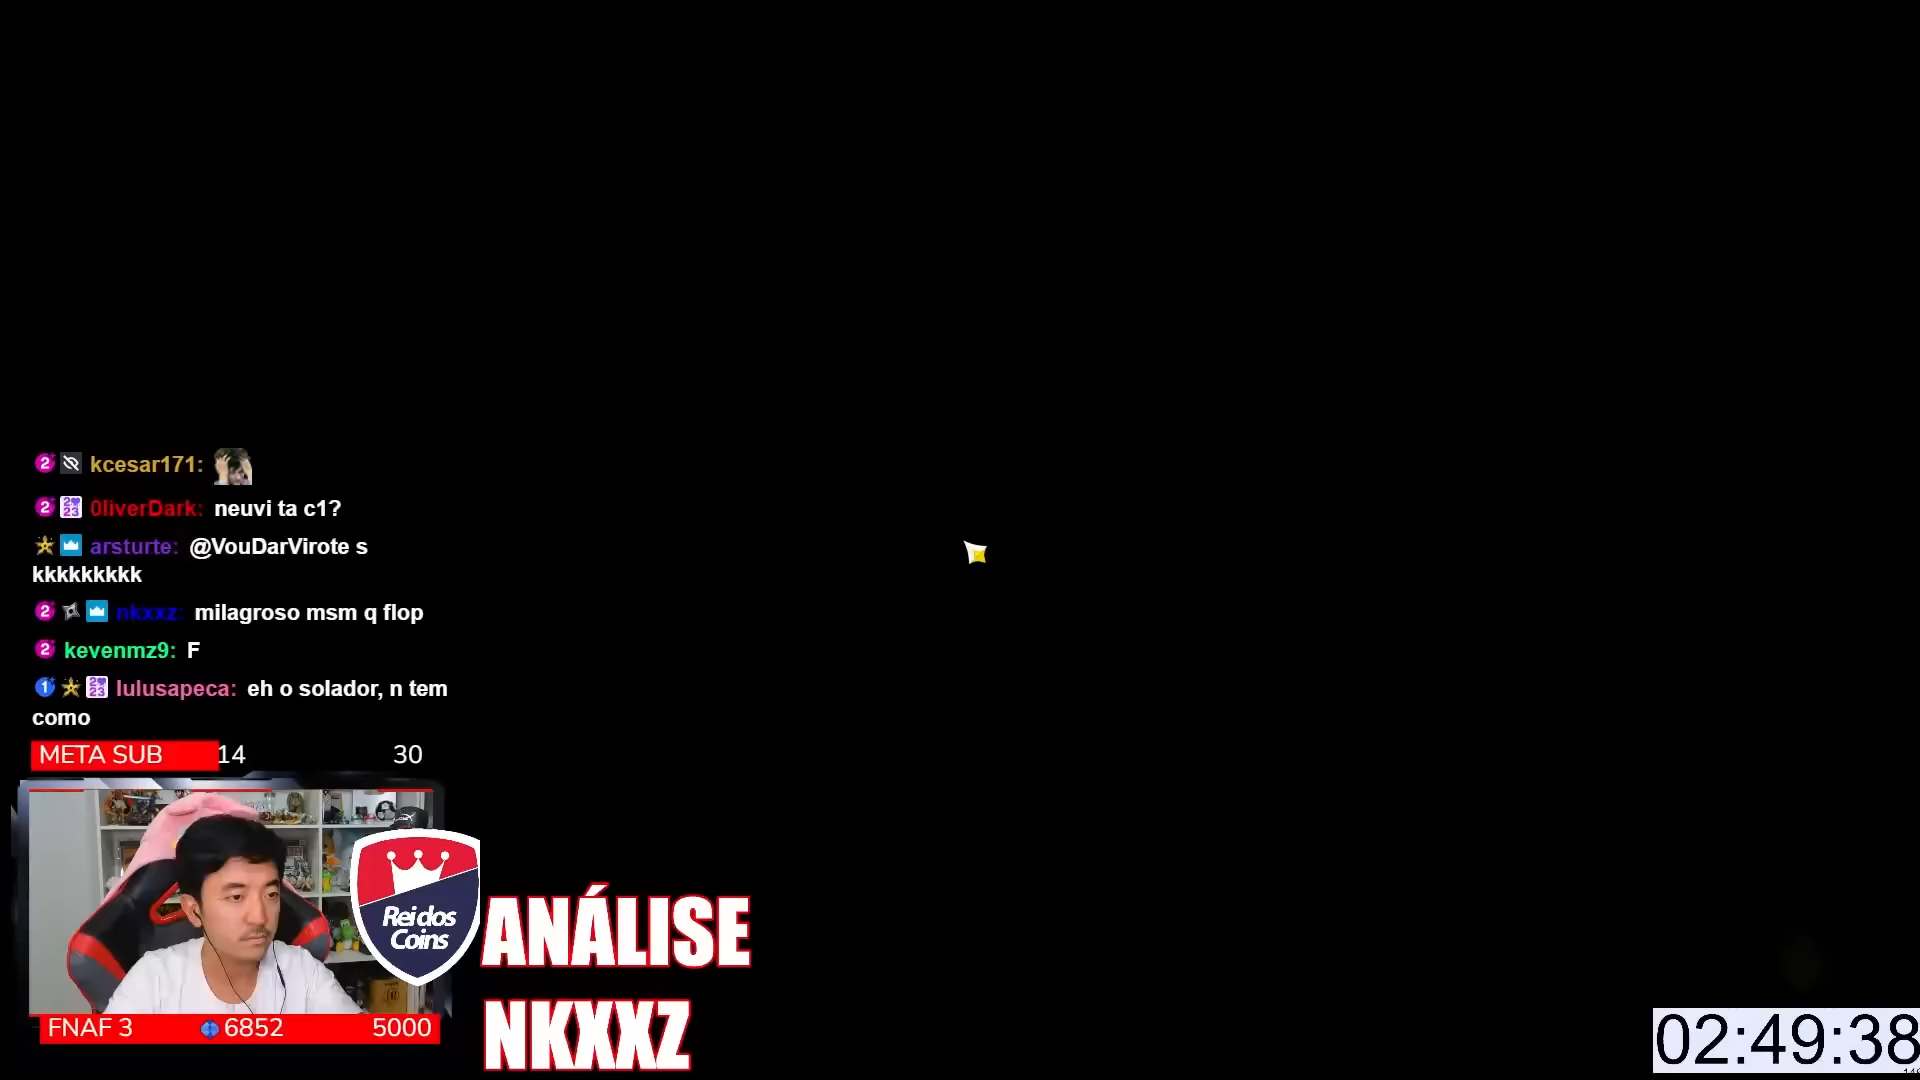 kcesar171:
0liverDark: neuvi ta c1?
arsturte: @VouDarVirote s
kkkkkkkkk
nkxxz: milagroso msm q flop
kevenmz9: F
lulusapeca: eh o solador, n tem
como
META SUB 14 30
Rei dos
Coins
ANÁLISE
NKXXZ
FNAF 3 6852 5000
02:49:38